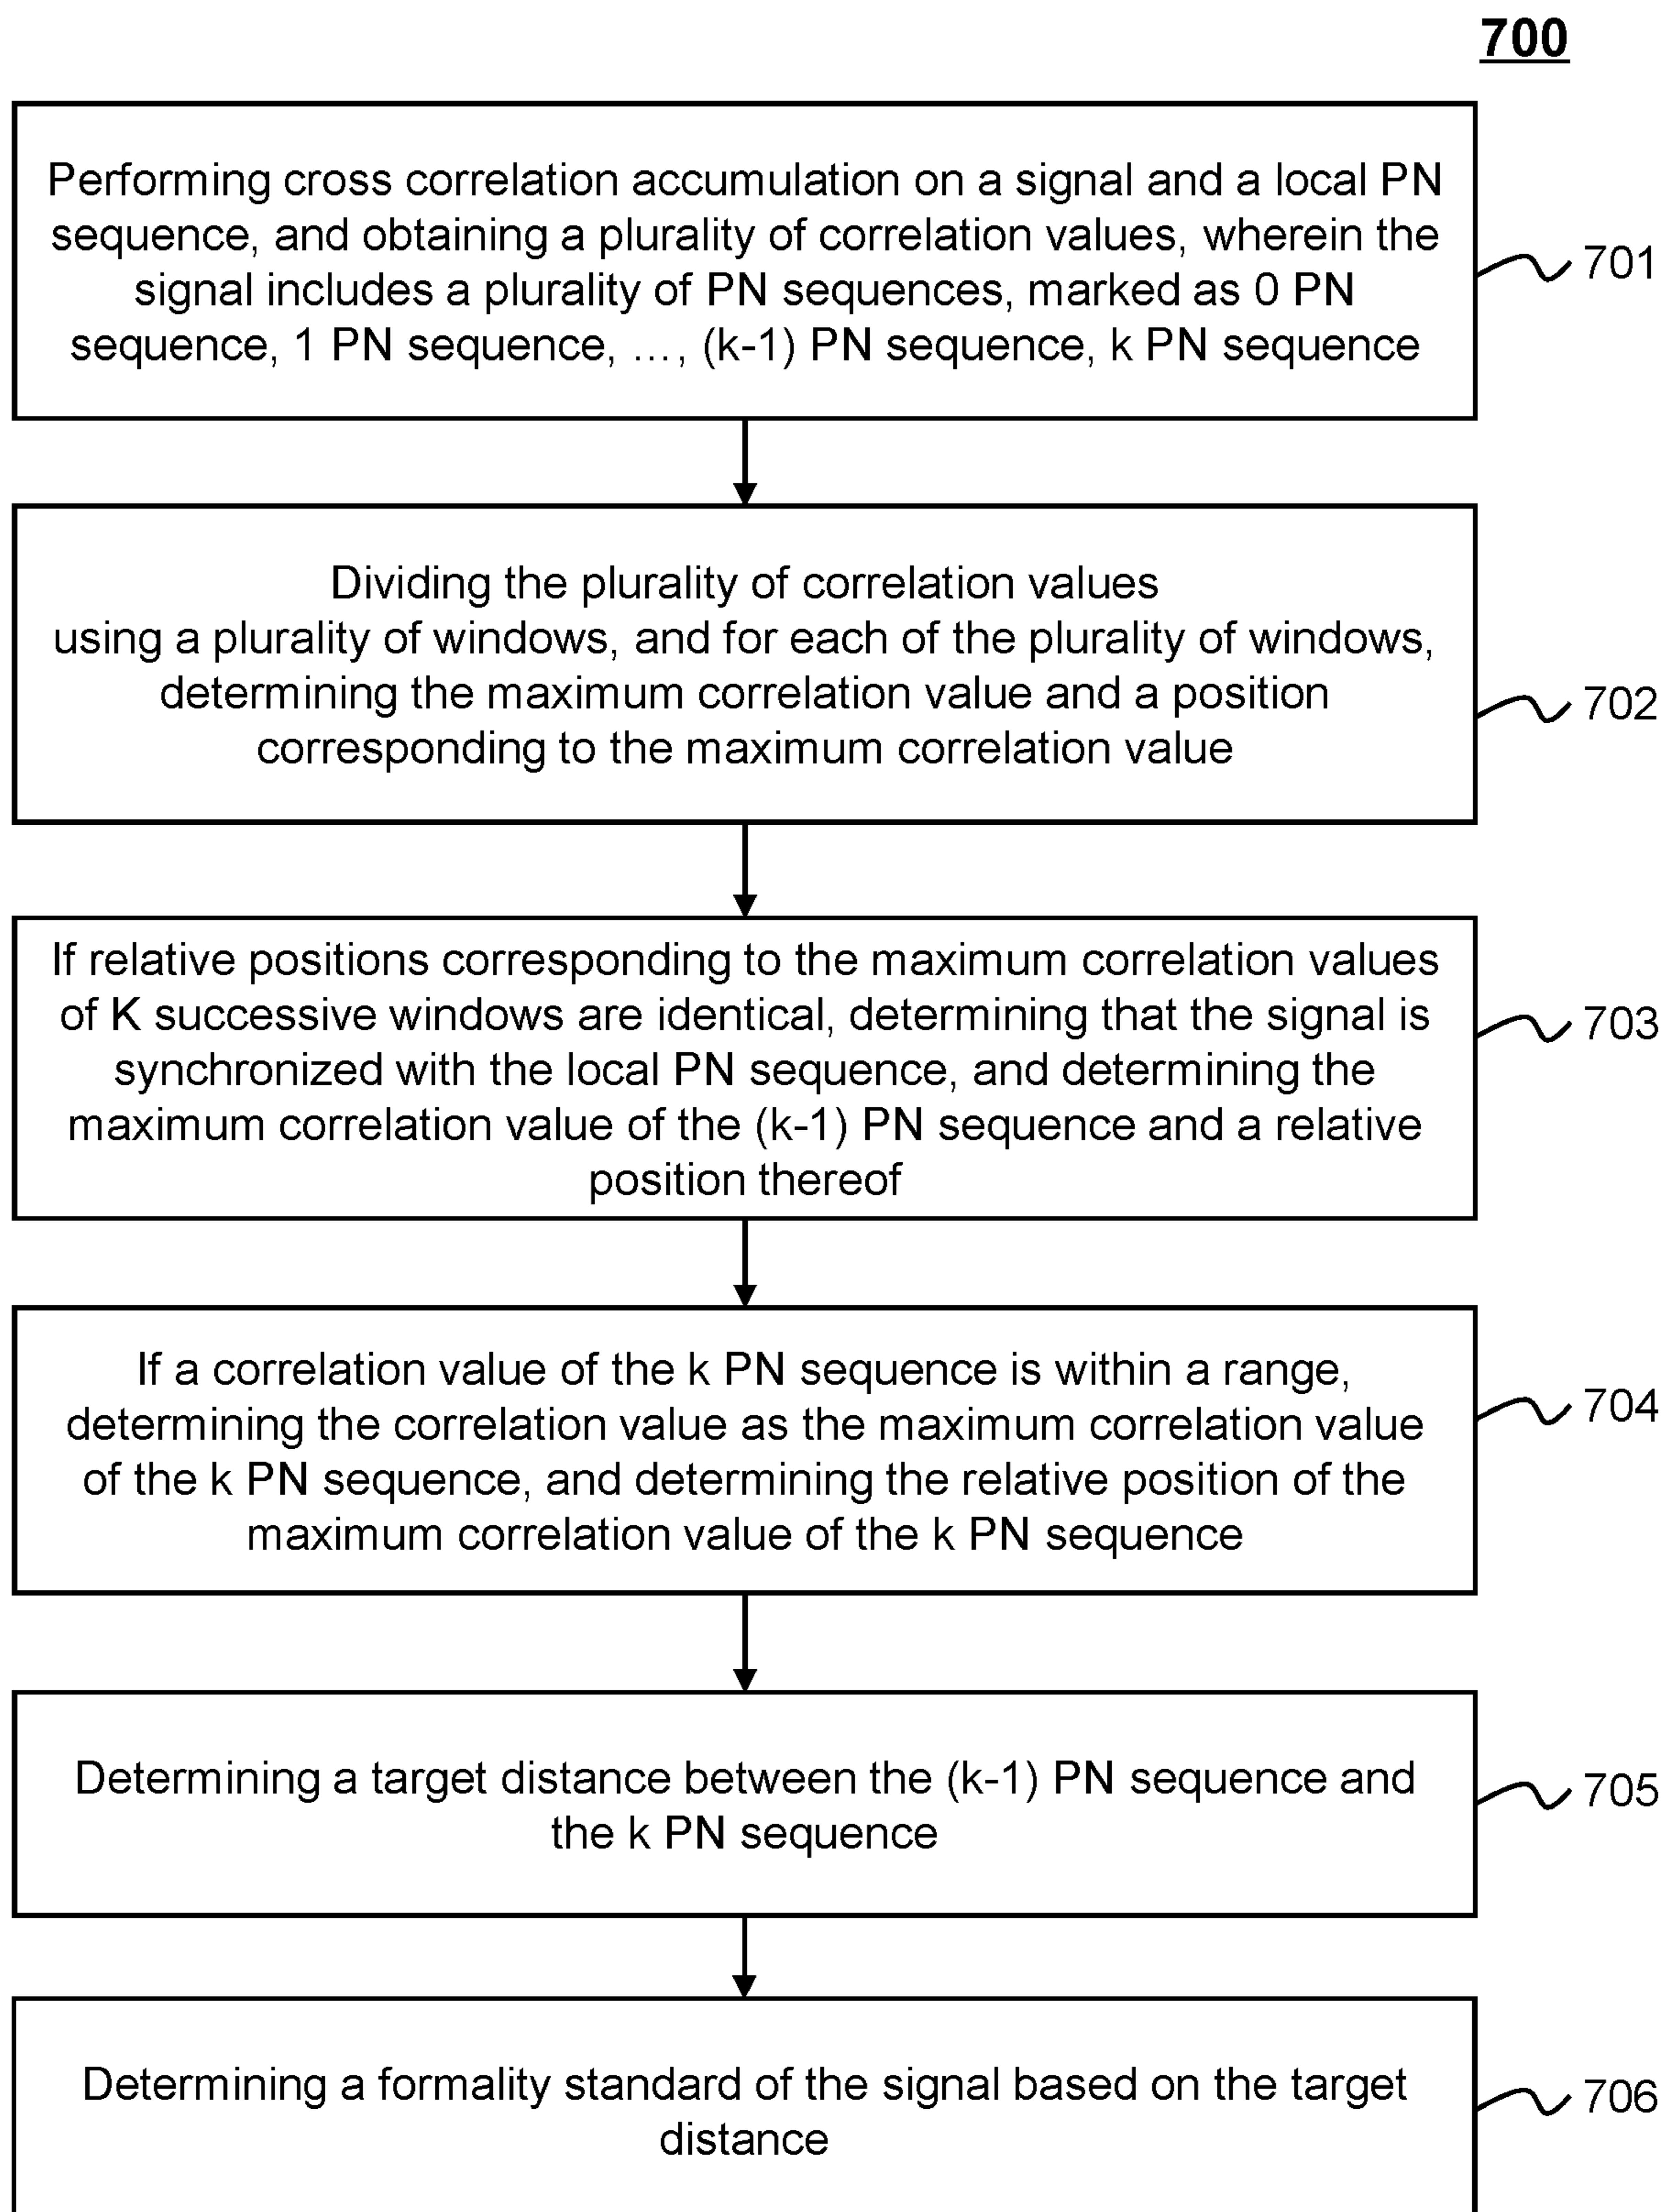 700
Performing cross correlation accumulation on a signal and a local PN
sequence, and obtaining a plurality of correlation values, wherein the
signal includes a plurality of PN sequences, marked as 0 PN
sequence, 1 PN sequence, …, (k-1) PN sequence, k PN sequence
701
Dividing the plurality of correlation values
using a plurality of windows, and for each of the plurality of windows,
determining the maximum correlation value and a position
corresponding to the maximum correlation value
702
If relative positions corresponding to the maximum correlation values
of K successive windows are identical, determining that the signal is
synchronized with the local PN sequence, and determining the
maximum correlation value of the (k-1) PN sequence and a relative
position thereof
703
If a correlation value of the k PN sequence is within a range,
determining the correlation value as the maximum correlation value
of the k PN sequence, and determining the relative position of the
maximum correlation value of the k PN sequence
704
Determining a target distance between the (k-1) PN sequence and
the k PN sequence
705
Determining a formality standard of the signal based on the target
distance
706